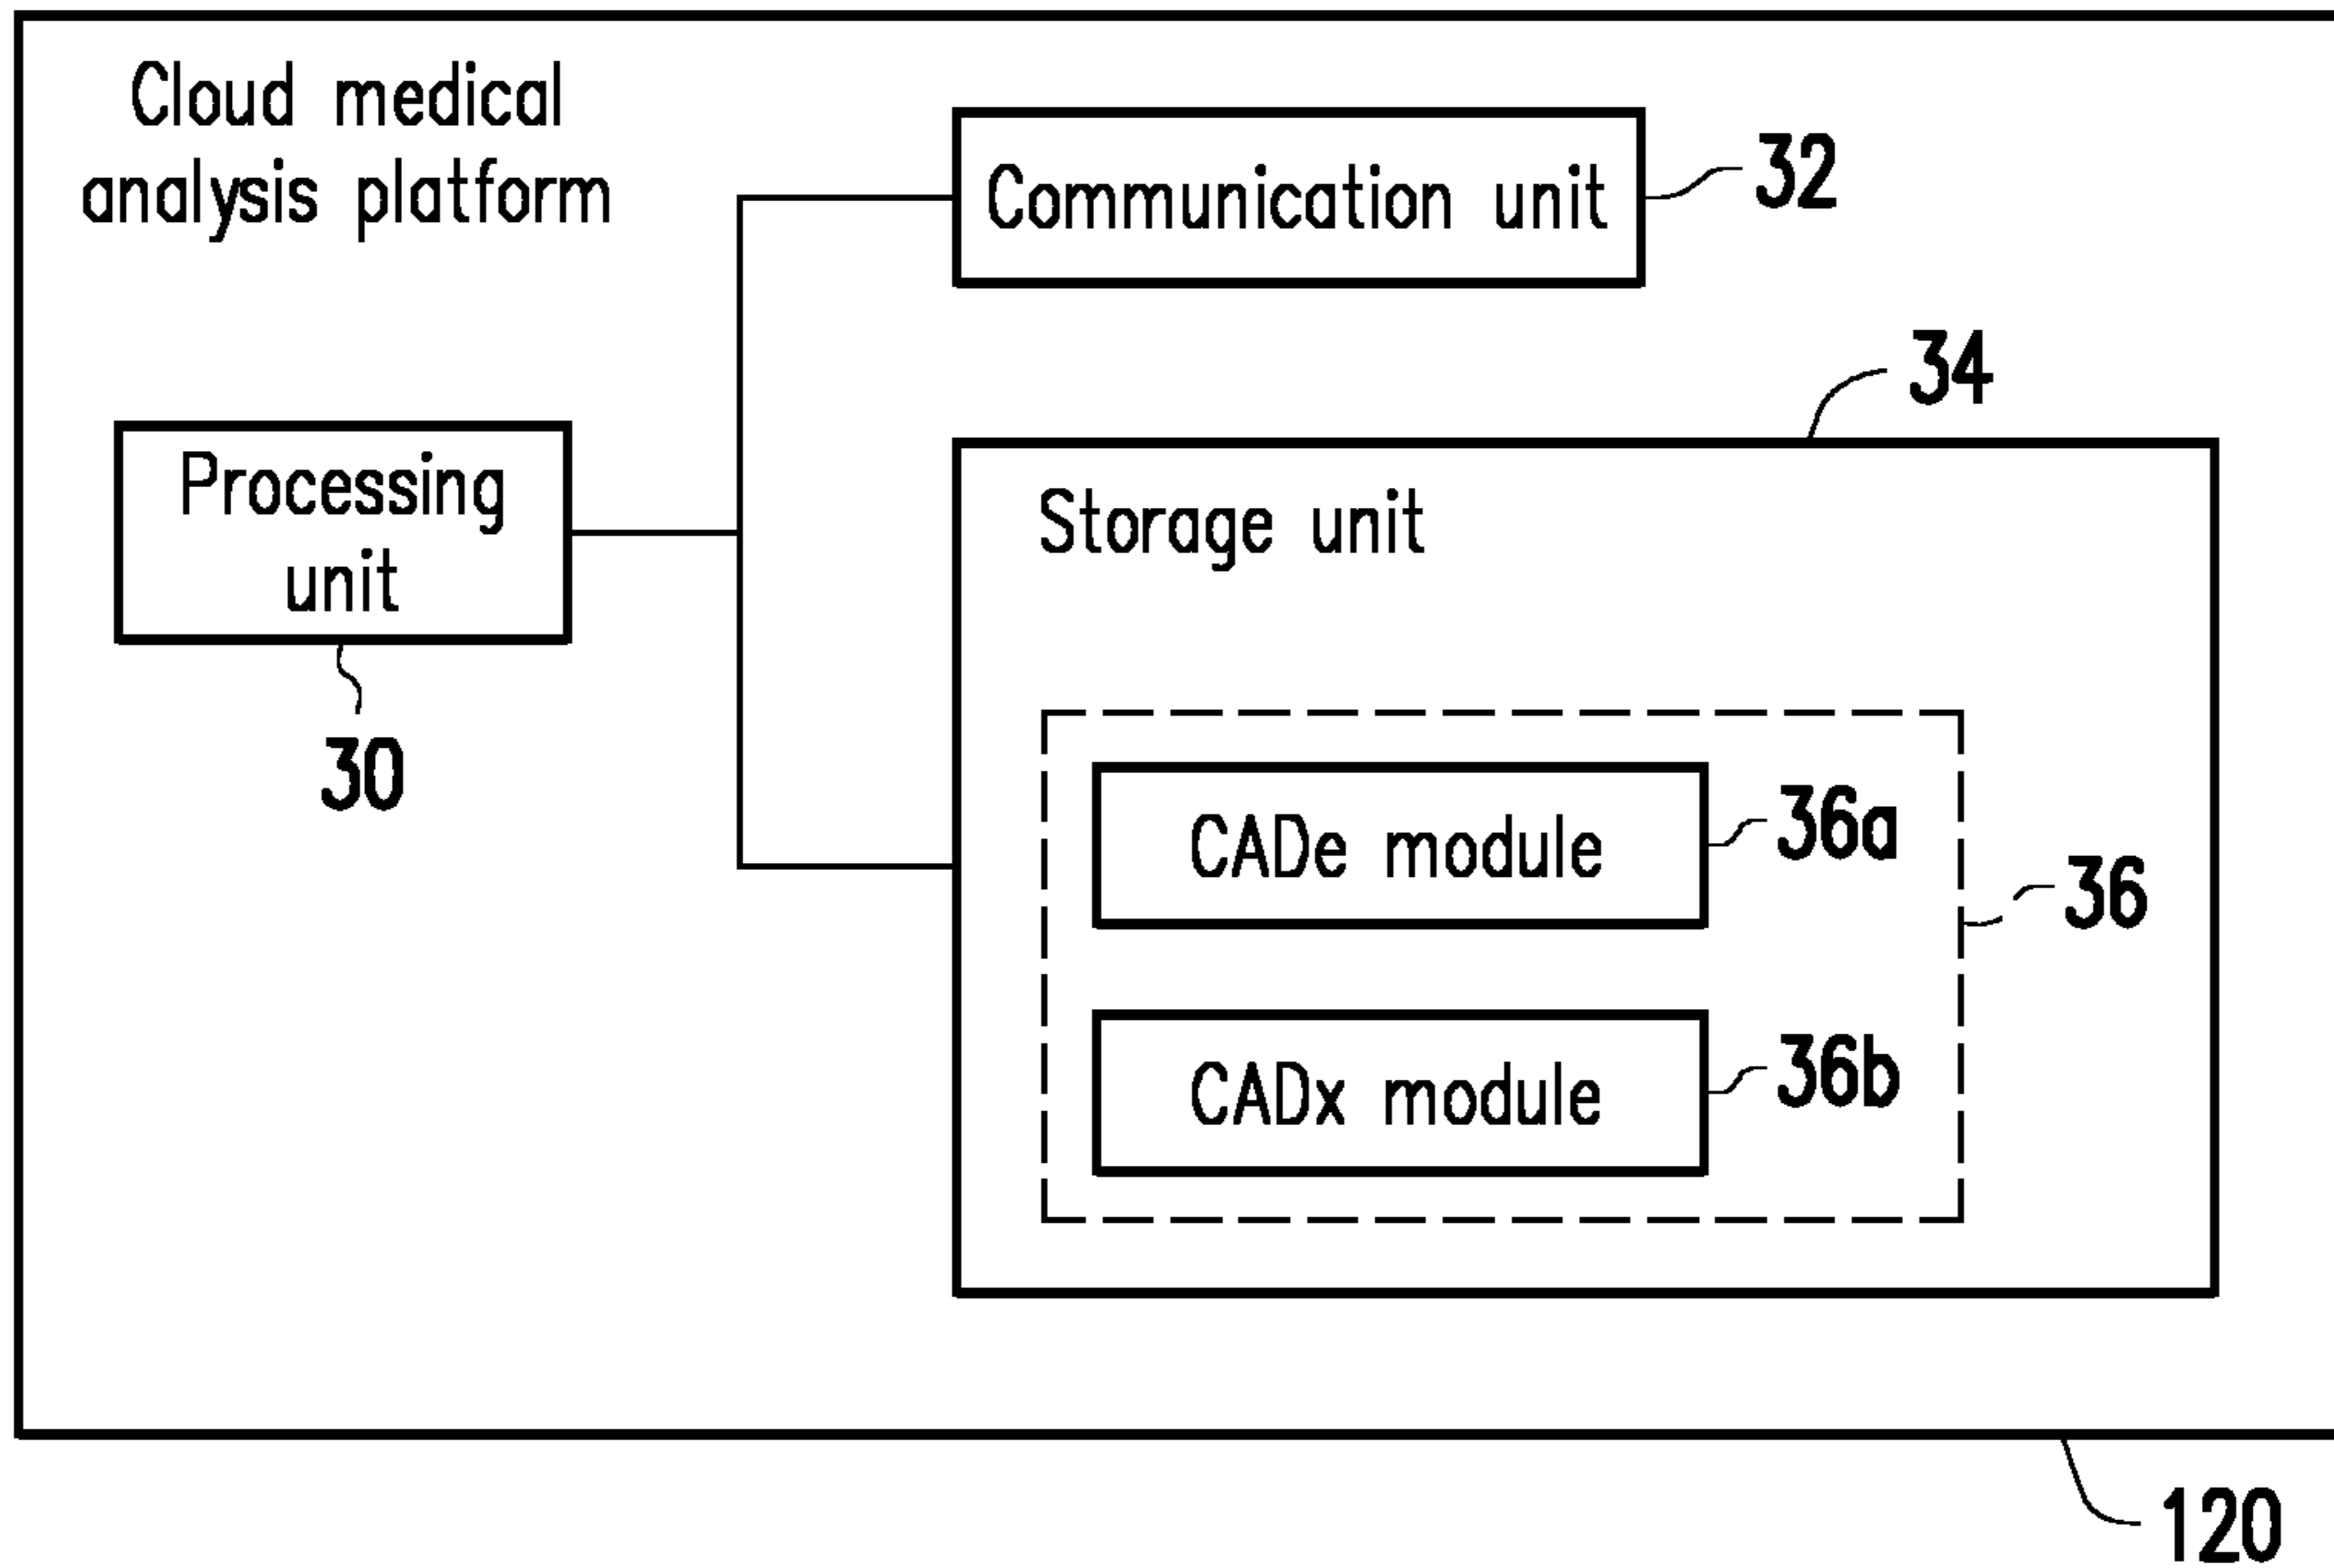 Cloud medical
analysis platform
Communication unit
32
34
Processing
unit
30
Storage unit
CADe module
36a
36
CADx module
36b
120